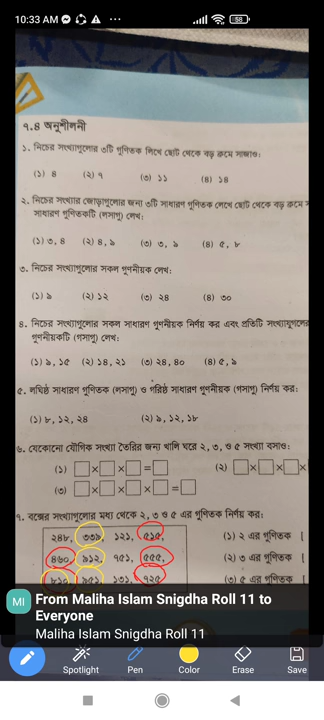 10:33 AM
58
৭.৪ অনুশীলনী
১. নিচের সংখ্যাগুলোর ৩টি গুণিতক লিখে ছোট থেকে বড় ক্রমে সাজাও:
(১) ৪ (২) ৭ (৩) ১১ (৪) ১৪
২. নিচের সংখ্যার জোড়াগুলোর জন্য ৩টি সাধারণ গুণিতক লেখে ছোট থেকে বড় ক্রমে
সাধারণ গুণিতকটি (লসাগু) লেখ:
(১) ৩, ৪ (২) ৪, ৯ (৩) ৩, ৯ (৪) ৫, ৮
৩. নিচের সংখ্যাগুলোর সকল গুণনীয়ক লেখ:
(১) ৯ (২) ১২ (৩) ২৪ (৪) ৩০
৪. নিচের সংখ্যাগুলোর সকল সাধারণ গুণনীয়ক নির্ণয় কর এবং প্রতিটি সংখ্যাযুগলের
গুণনীয়কটি (গসাগু) লেখ:
(১) ৯, ১৫ (২) ১৪, ২১ (৩) ২৪, ৪০ (৪) ৫, ৯
৫. লঘিষ্ঠ সাধারণ গুণিতক (লসাগু) ও গরিষ্ঠ সাধারণ গুণনীয়ক (গসাগু) নির্ণয় কর:
(১) ৮, ১২, ২৪ (২) ৯, ১২, ১৮
৬. যেকোনো যৌগিক সংখ্যা তৈরির জন্য খালি ঘরে ২, ৩, ও ৫ সংখ্যা বসাও:
(১) □×□×□=□ (২) □×□×□×
(৩) □×□×□×□=□
৭. বক্সের সংখ্যাগুলোর মধ্য থেকে ২, ৩ ও ৫ এর গুণিতক নির্ণয় কর:
২৪৮, ৩৩৯, ১২১, ৫১৫, (১) ২ এর গুণিতক [
৪৬০, ৯১২, ৭৫১, ৫৫৫, (২) ৩ এর গুণিতক [
৮১০, ৯৫১, ১৩১, ৭২৫ (৩) ৫ এর গুণিতক [
MI
From Maliha Islam Snigdha Roll 11 to
Everyone
Maliha Islam Snigdha Roll 11
Spotlight Pen Color Erase Save